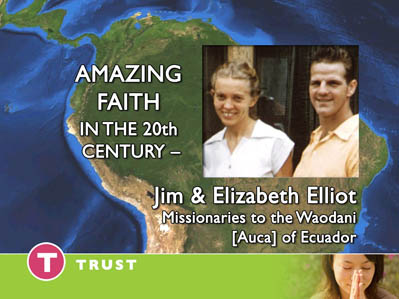 AMAZING
FAITH
IN THE 20th
CENTURY –
Jim & Elizabeth Elliot
Missionaries to the Waodani
[Auca] of Ecuador
T TRUST